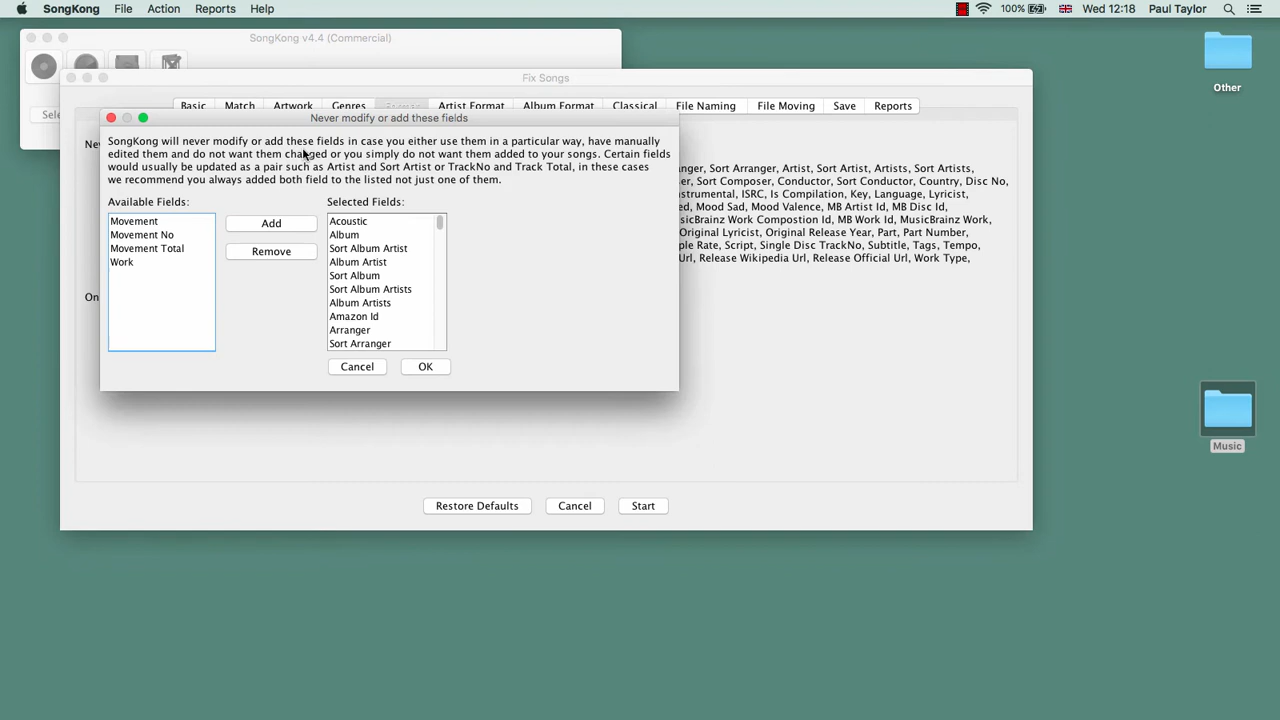 SongKong File Action Reports Help 100% Wed 12:18 Paul Taylor
SongKong v4.4 (Commercial)
Other
Fix Songs
Basic Match Artwork Genres Artist Format Album Format Classical File Naming File Moving Save Reports
Sele
Never modify or add these fields
Ne
SongKong will never modify or add these fields in case you either use them in a particular way, have manually
edited them and do not want them changed or you simply do not want them added to your songs. Certain fields
would usually be updated as a pair such as Artist and Sort Artist or TrackNo and Track Total, in these cases
we recommend you always added both field to the listed not just one of them.
Available Fields:
Movement
Movement No
Movement Total
Work
Add
Remove
Selected Fields:
Acoustic
Album
Sort Album Artist
Album Artist
Sort Album
Sort Album Artists
Album Artists
Amazon Id
Arranger
Sort Arranger
Cancel OK
nger, Sort Arranger, Artist, Sort Artist, Artists, Sort Artists,
er, Sort Composer, Conductor, Sort Conductor, Country, Disc No,
nstrumental, ISRC, Is Compilation, Key, Language, Lyricist,
ed, Mood Sad, Mood Valence, MB Artist Id, MB Disc Id,
usicBrainz Work Compostion Id, MB Work Id, MusicBrainz Work,
Original Lyricist, Original Release Year, Part, Part Number,
ple Rate, Script, Single Disc TrackNo, Subtitle, Tags, Tempo,
Release Wikipedia Url, Release Official Url, Work Type,
On
Music
Restore Defaults Cancel Start